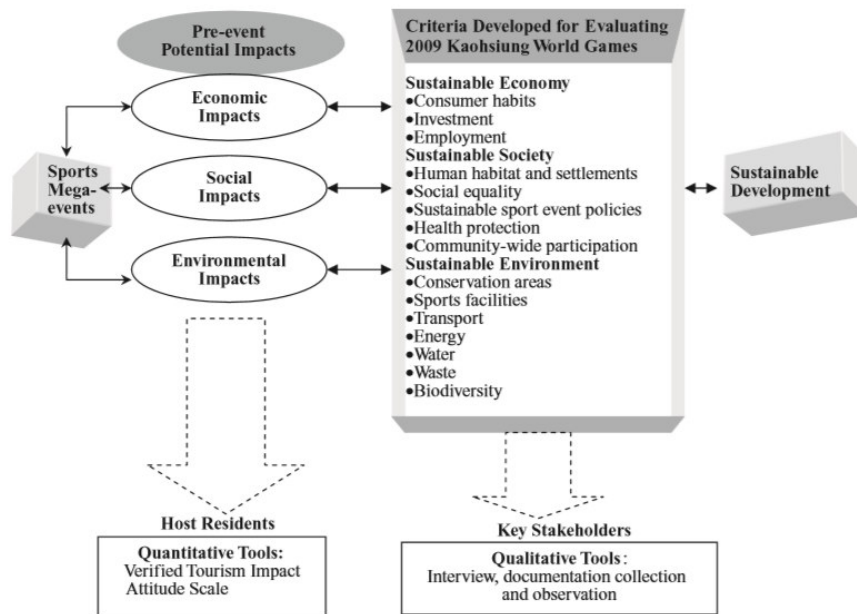 Pre-event
Potential Impacts
Criteria Developed for Evaluating
2009 Kaohsiung World Games
Economic
Impacts
Social
Impacts
Environmental
Impacts
Sports
Mega-
events
Sustainable Economy
•Consumer habits
•Investment
•Employment
Sustainable Society
•Human habitat and settlements
•Social equality
•Sustainable sport event policies
•Health protection
•Community-wide participation
Sustainable Environment
•Conservation areas
•Sports facilities
•Transport
•Energy
•Water
•Waste
•Biodiversity
Sustainable
Development
Host Residents
Quantitative Tools:
Verified Tourism Impact
Attitude Scale
Key Stakeholders
Qualitative Tools:
Interview, documentation collection
and observation